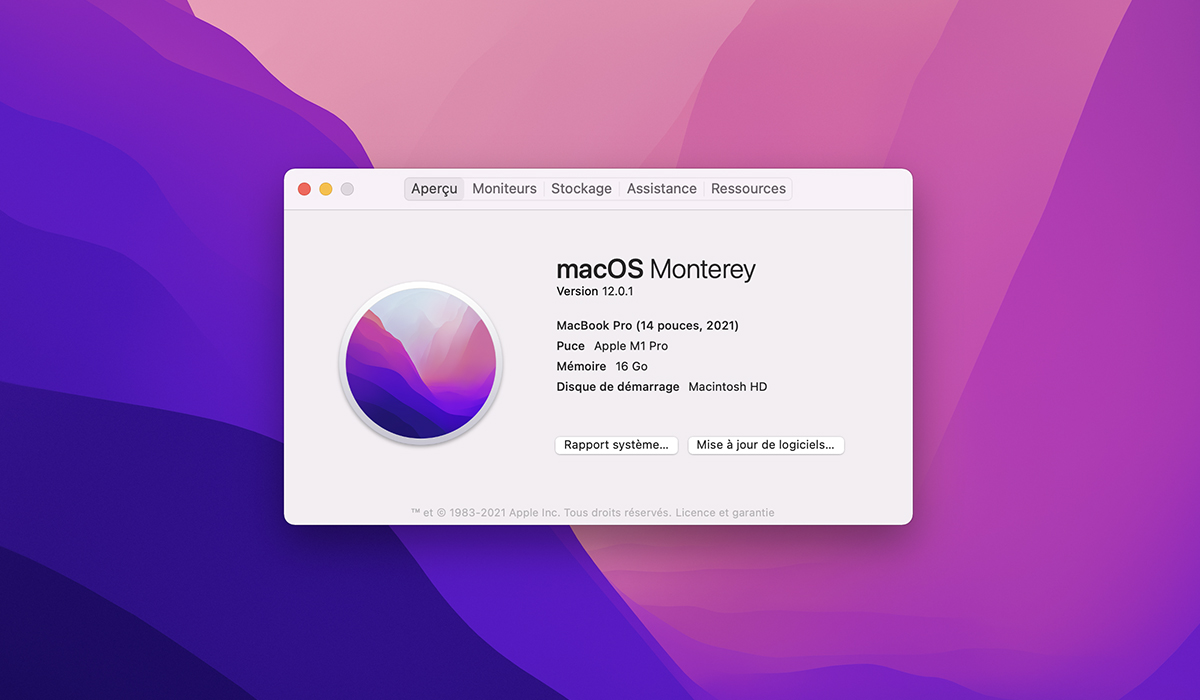 Aperçu Moniteurs Stockage Assistance Ressources
macOS Monterey
Version 12.0.1
MacBook Pro (14 pouces, 2021)
Puce Apple M1 Pro
Mémoire 16 Go
Disque de démarrage Macintosh HD
Rapport système... Mise à jour de logiciels...
™ et © 1983-2021 Apple Inc. Tous droits réservés. Licence et garantie